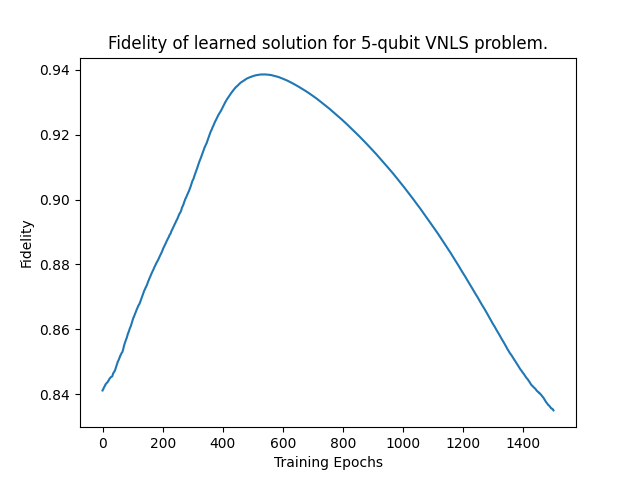 Fidelity of learned solution for 5-qubit VNLS problem.
0.94
0.92
0.90
0.88
0.86
0.84
Fidelity
0 200 400 600 800 1000 1200 1400
Training Epochs